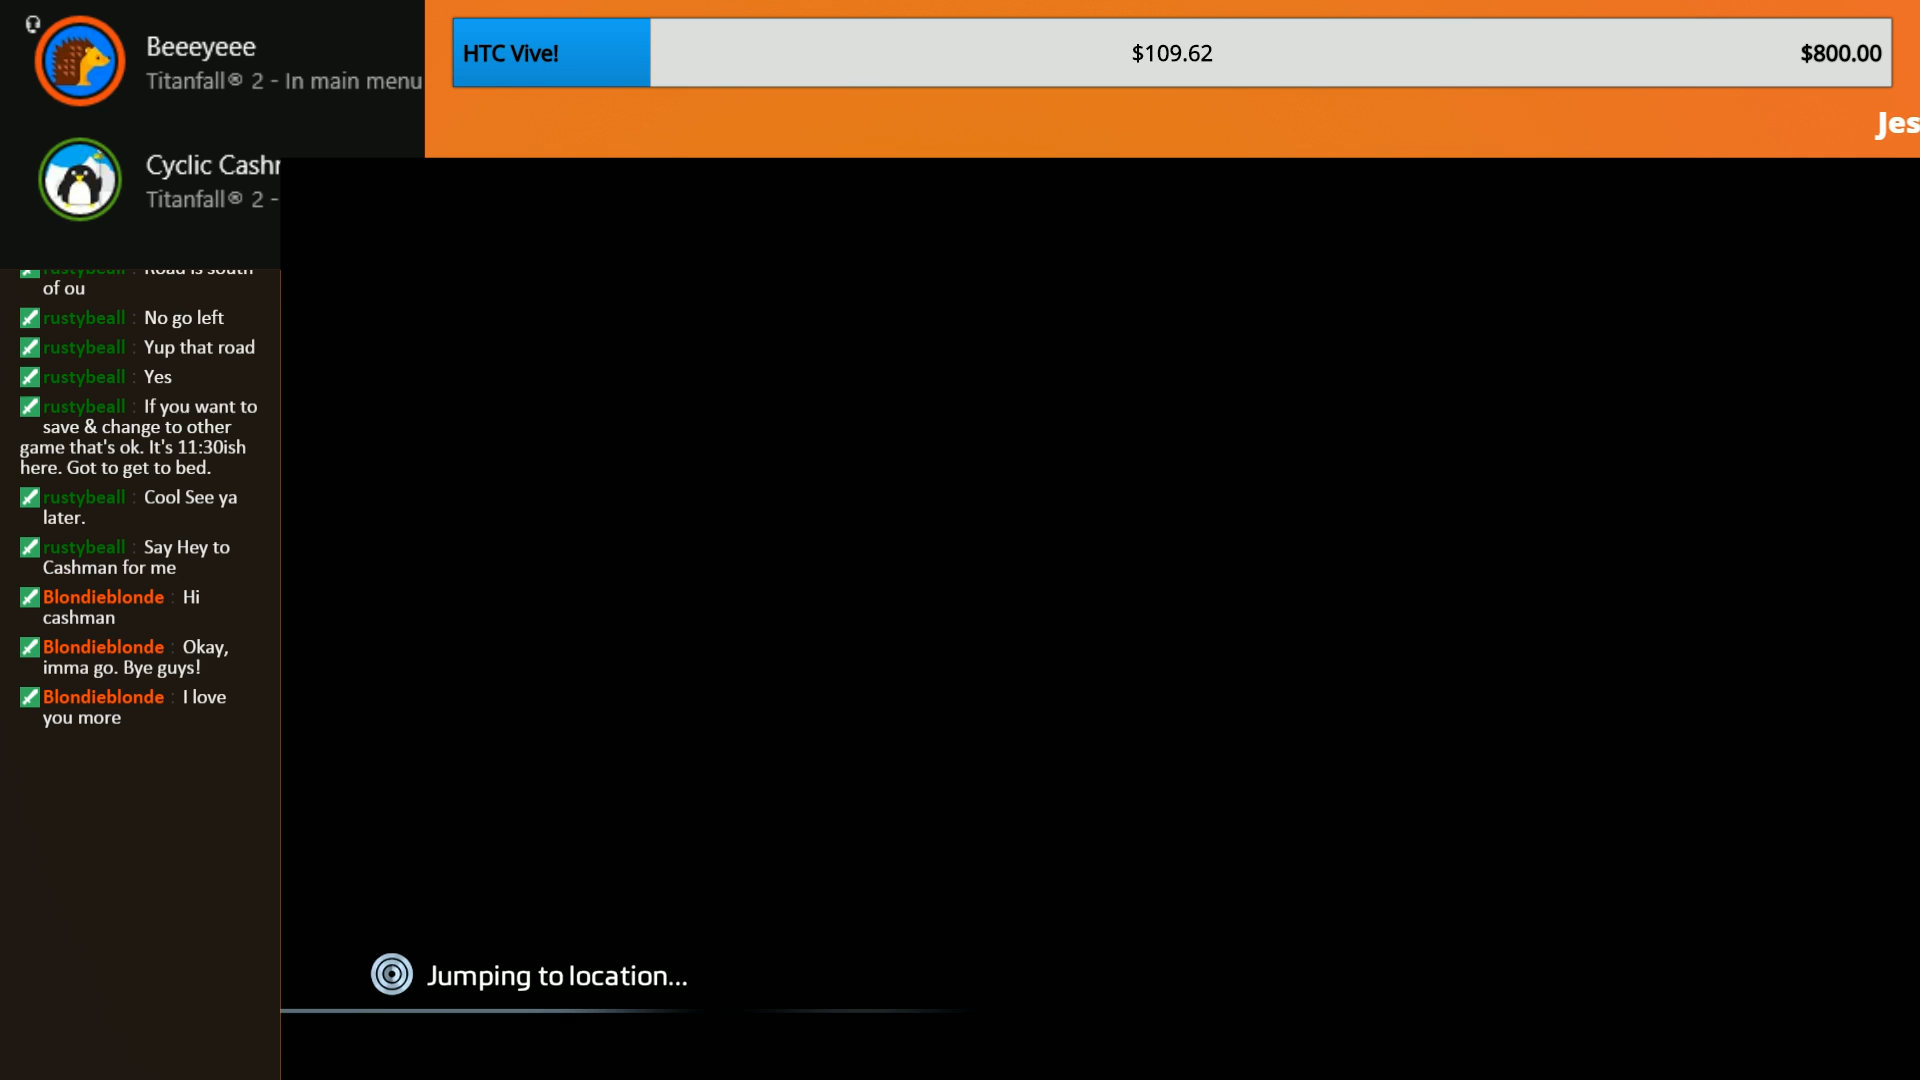 Beeeyeee
Titanfall® 2 - In main menu
HTC Vive!
$109.62
$800.00
Jes
Cyclic Cashr
Titanfall® 2 -
rustybeall : Road is south
of ou
rustybeall : No go left
rustybeall : Yup that road
rustybeall : Yes
rustybeall : If you want to
save & change to other
game that's ok. It's 11:30ish
here. Got to get to bed.
rustybeall : Cool See ya
later.
rustybeall : Say Hey to
Cashman for me
Blondieblonde : Hi
cashman
Blondieblonde : Okay,
imma go. Bye guys!
Blondieblonde : I love
you more
Jumping to location...